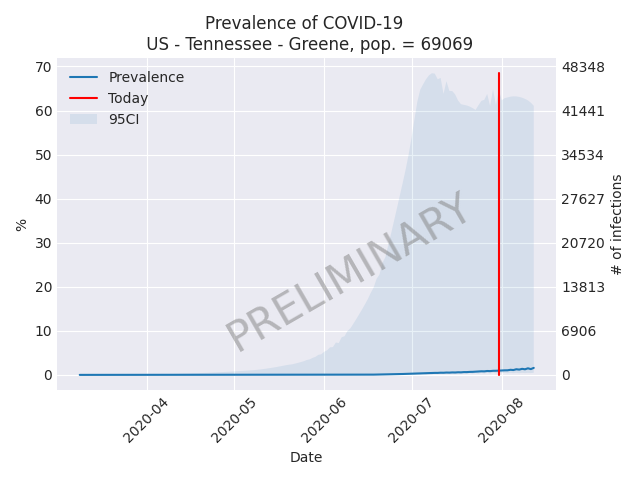 Prevalence of COVID-19
US - Tennessee - Greene, pop. = 69069
Prevalence
Today
95CI
70
60
50
40
30
20
10
0
%
48348
41441
34534
27627
20720
13813
6906
0
# of infections
PRELIMINARY
2020-04
2020-05
2020-06
2020-07
2020-08
Date